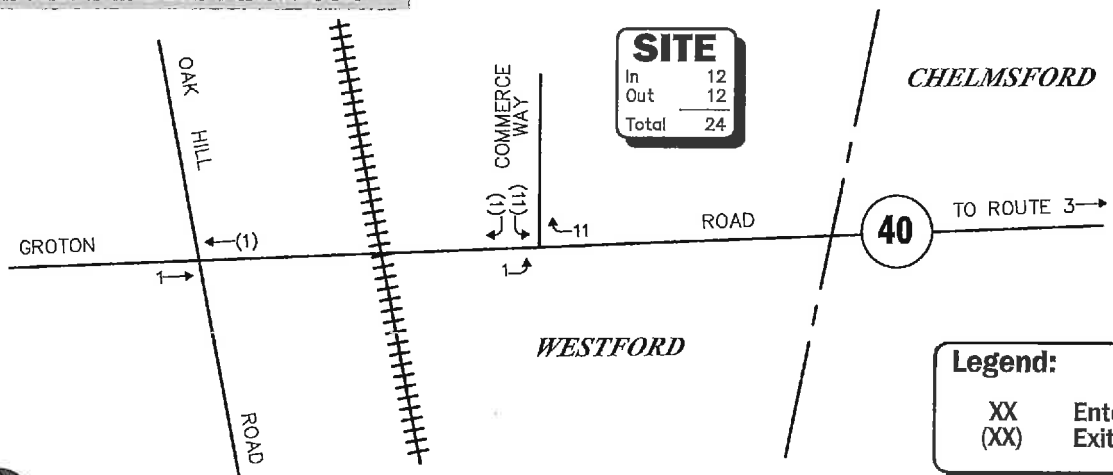 SITE
In 12
Out 12
Total 24
CHELMSFORD
OAK
HILL
COMMERCE
WAY
(1)
(11)
11
ROAD
40
TO ROUTE 3
GROTON
(1)
1
1
WESTFORD
ROAD
Legend:
XX
(XX) Exit